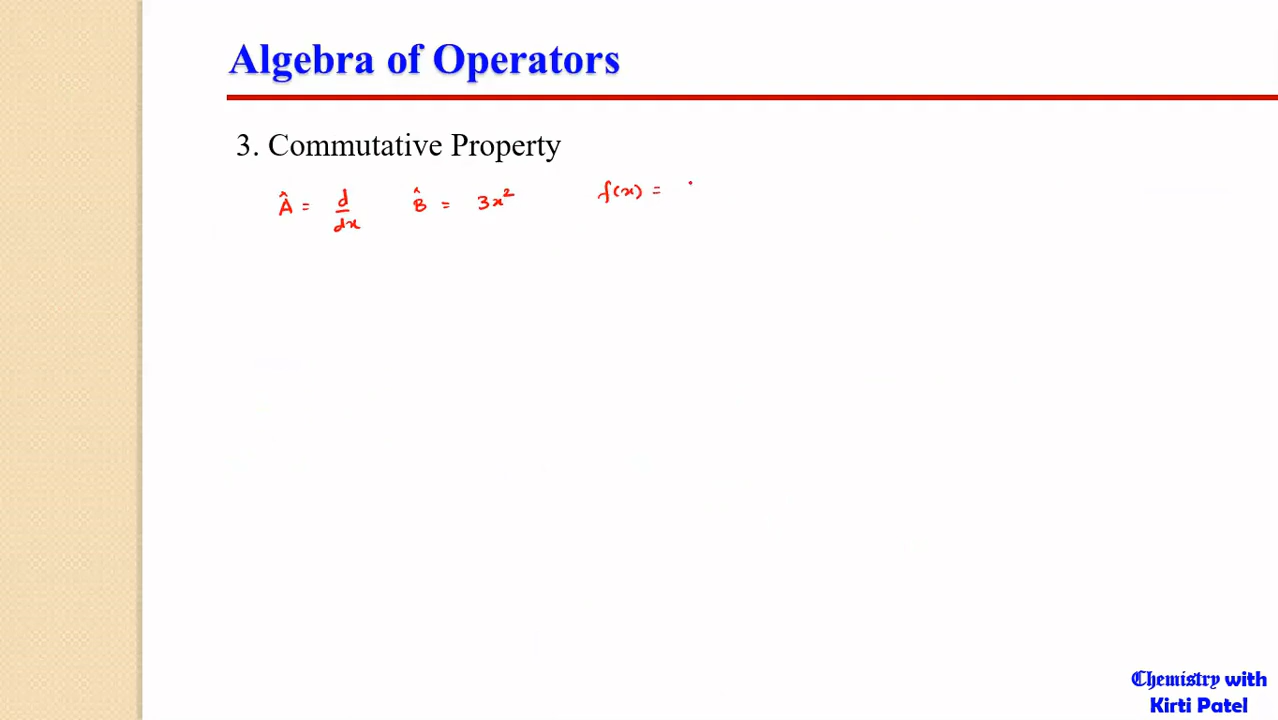 Algebra of Operators
3. Commutative Property
Â = d/dx B̂ = 3x² f(x) =
Chemistry with
Kirti Patel